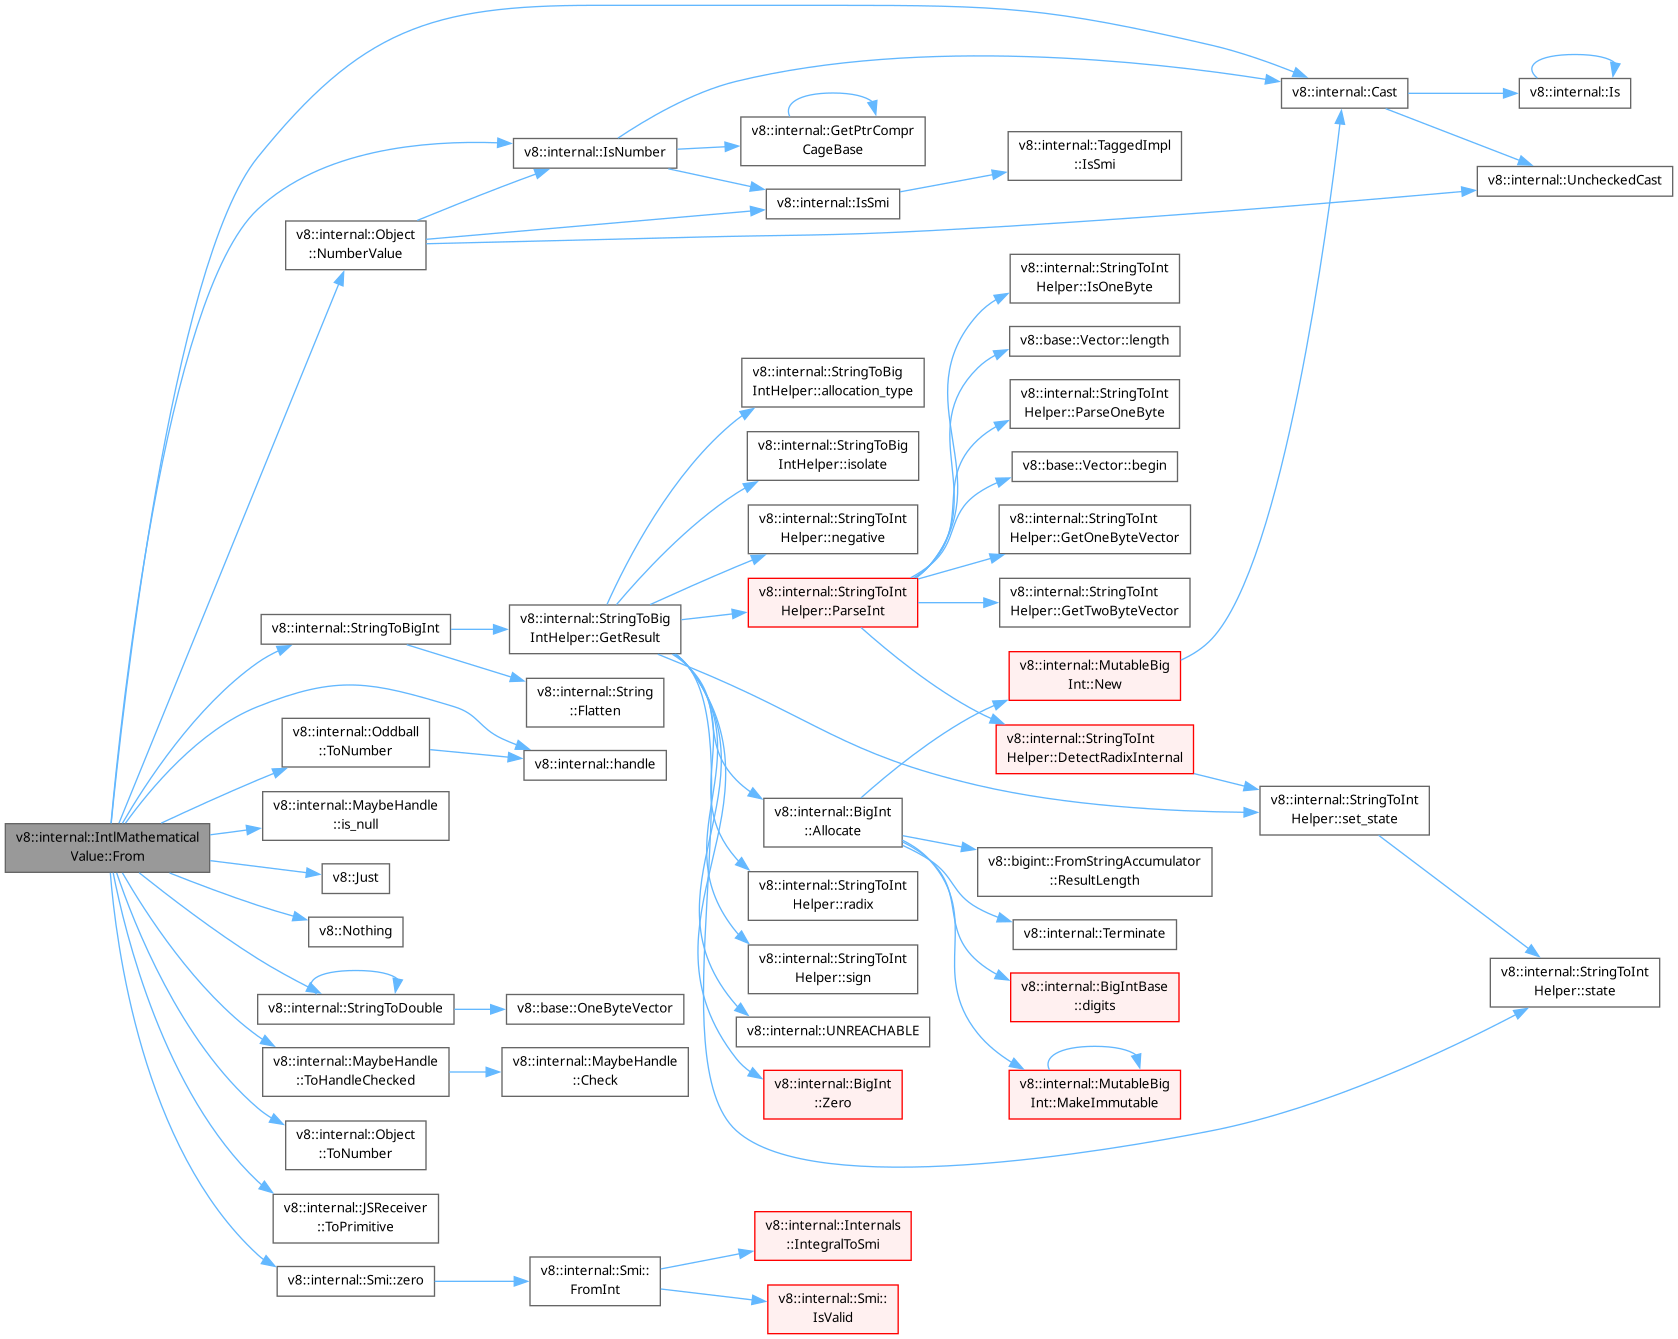 v8::internal::IntlMathematical
Value::From
v8::internal::Cast
v8::internal::Is
v8::internal::UncheckedCast
v8::internal::IsNumber
v8::internal::GetPtrCompr
CageBase
v8::internal::IsSmi
v8::internal::TaggedImpl
::IsSmi
v8::internal::Object
::NumberValue
v8::internal::StringToBigInt
v8::internal::StringToBig
IntHelper::GetResult
v8::internal::String
::Flatten
v8::internal::StringToBig
IntHelper::allocation_type
v8::internal::StringToBig
IntHelper::isolate
v8::internal::StringToInt
Helper::negative
v8::internal::StringToInt
Helper::ParseInt
v8::internal::StringToInt
Helper::IsOneByte
v8::base::Vector::length
v8::internal::StringToInt
Helper::ParseOneByte
v8::base::Vector::begin
v8::internal::StringToInt
Helper::GetOneByteVector
v8::internal::StringToInt
Helper::GetTwoByteVector
v8::internal::MutableBig
Int::New
v8::internal::StringToInt
Helper::DetectRadixInternal
v8::internal::StringToInt
Helper::set_state
v8::internal::StringToInt
Helper::state
v8::internal::BigInt
::Allocate
v8::bigint::FromStringAccumulator
::ResultLength
v8::internal::Terminate
v8::internal::BigIntBase
::digits
v8::internal::MutableBig
Int::MakeImmutable
v8::internal::StringToInt
Helper::radix
v8::internal::StringToInt
Helper::sign
v8::internal::UNREACHABLE
v8::internal::BigInt
::Zero
v8::internal::Oddball
::ToNumber
v8::internal::handle
v8::internal::MaybeHandle
::is_null
v8::Just
v8::Nothing
v8::internal::StringToDouble
v8::base::OneByteVector
v8::internal::MaybeHandle
::ToHandleChecked
v8::internal::MaybeHandle
::Check
v8::internal::Object
::ToNumber
v8::internal::JSReceiver
::ToPrimitive
v8::internal::Smi::zero
v8::internal::Smi::
FromInt
v8::internal::Internals
::IntegralToSmi
v8::internal::Smi::
IsValid